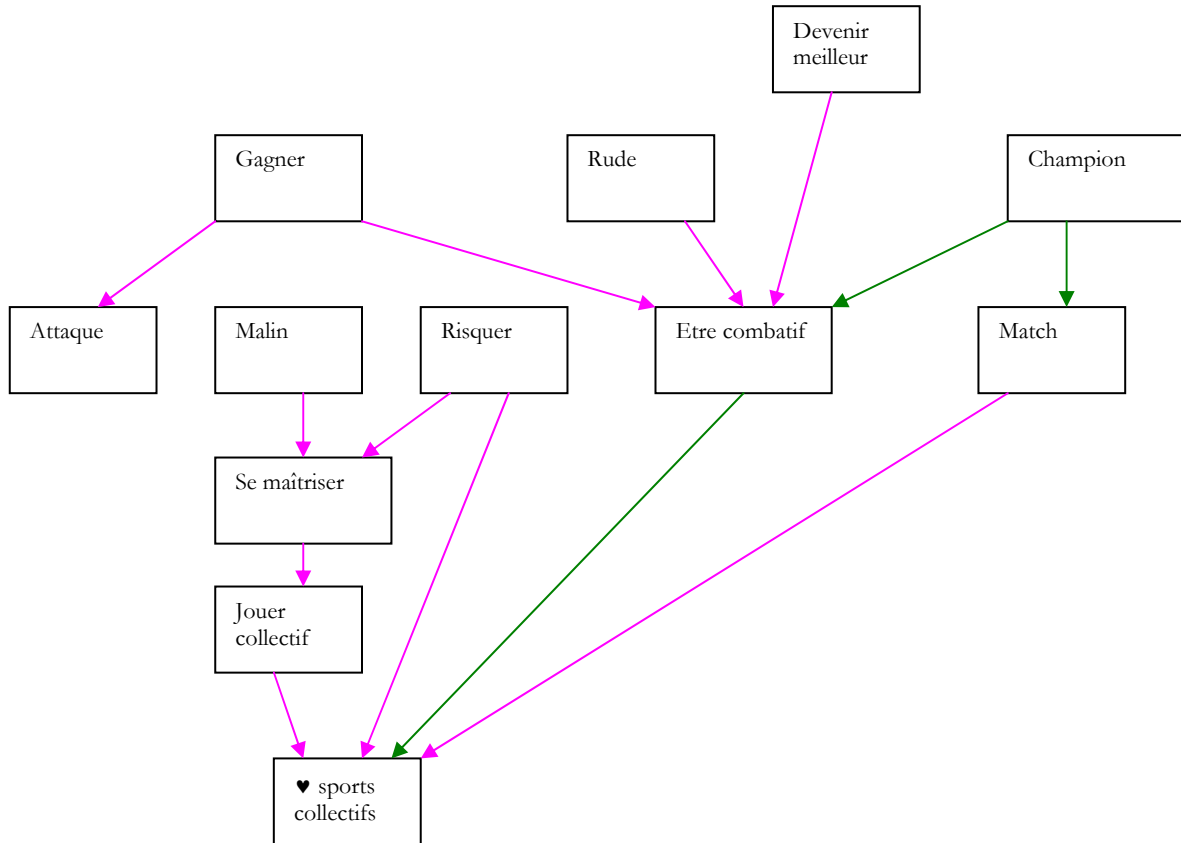 Devenir
meilleur
Gagner
Rude
Champion
Attaque
Malin
Risquer
Etre combatif
Match
Se maîtriser
Jouer
collectif
♥ sports
collectifs